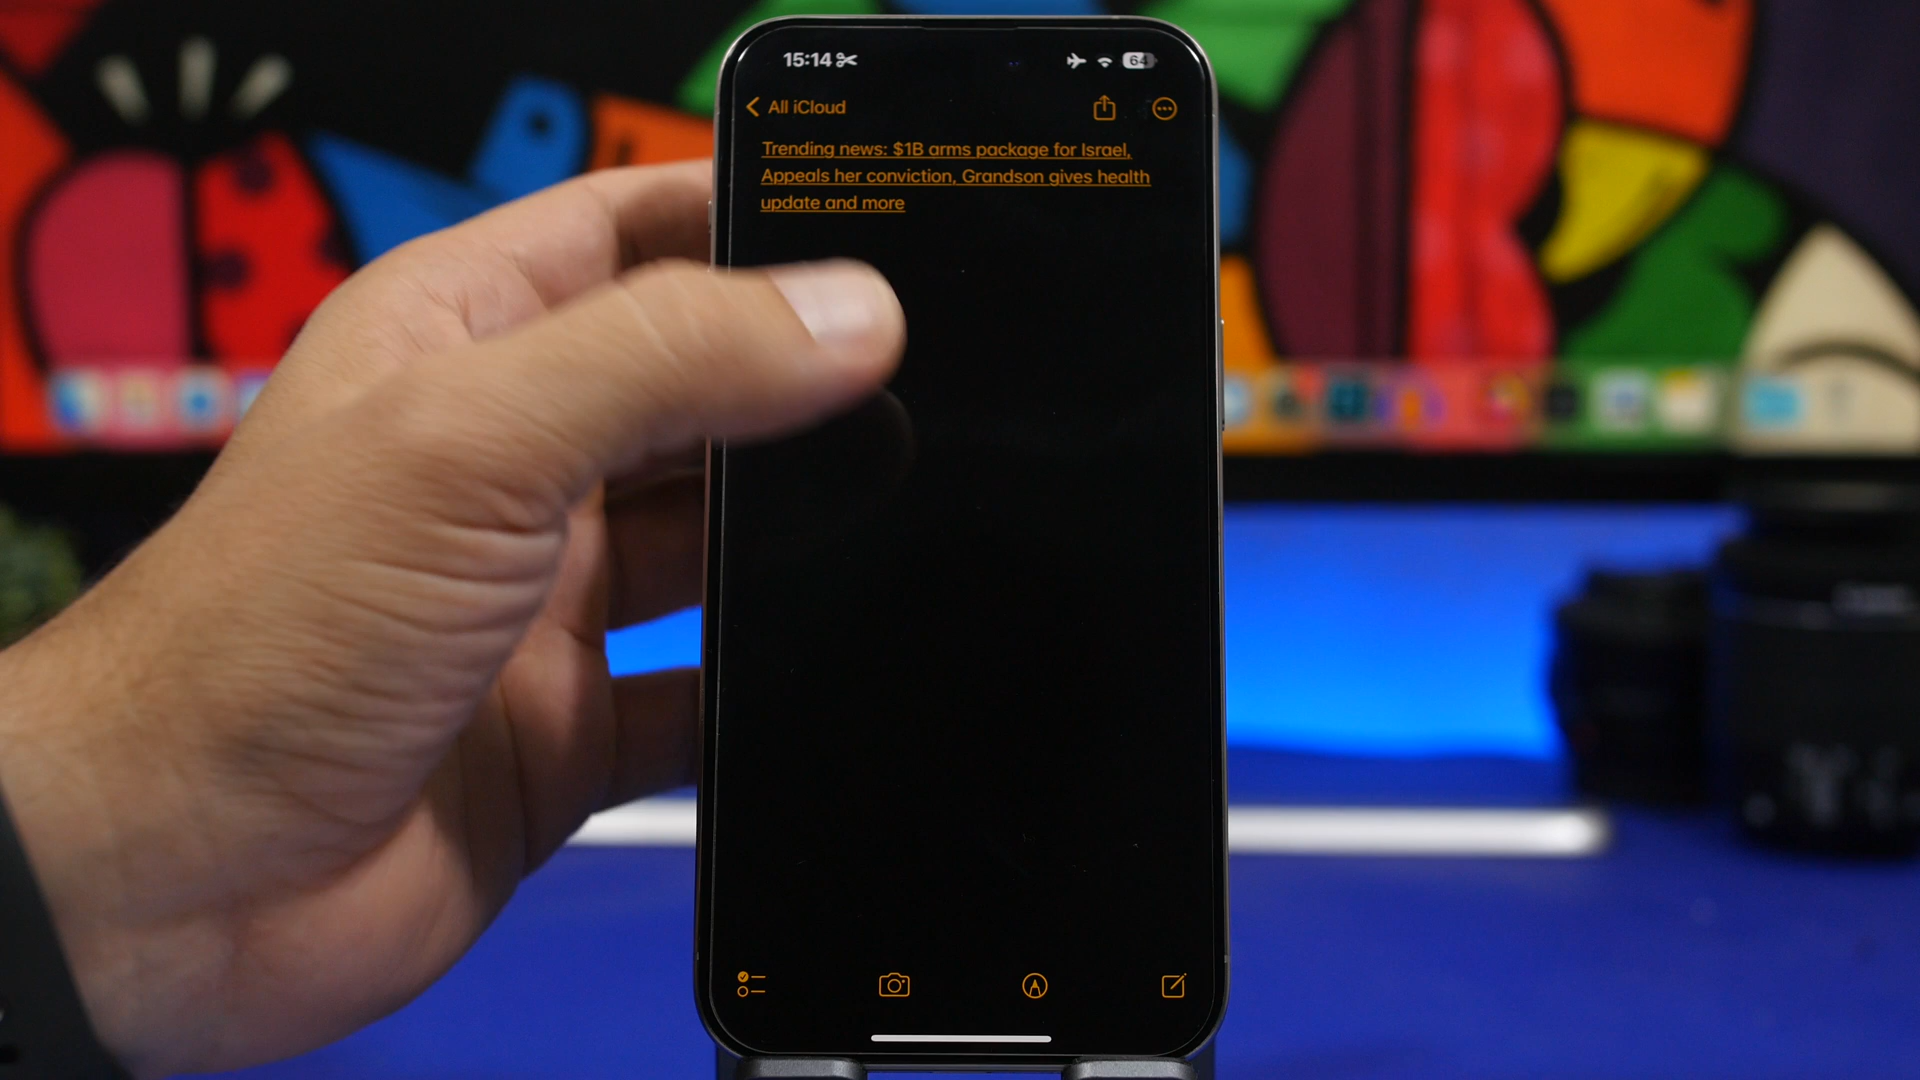 15:14
64
All iCloud
Trending news: $1B arms package for Israel,
Appeals her conviction, Grandson gives health
update and more